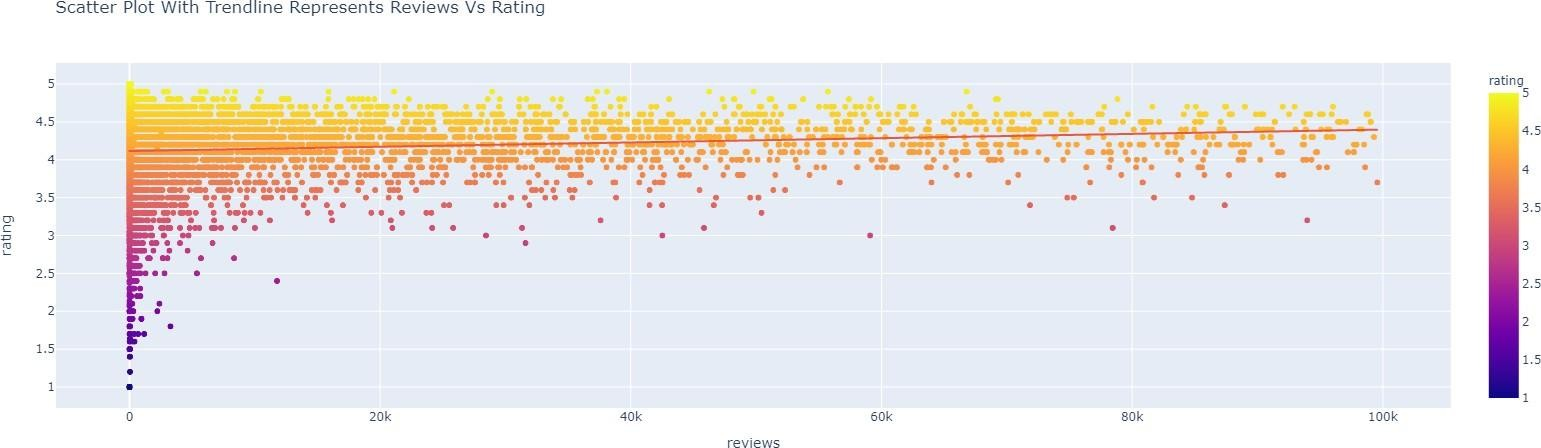 Scatter Plot With Trendline Represents Reviews Vs Rating
rating
5
4.5
4
3.5
3
2.5
2
1.5
1
0
20k
40k
60k
80k
100k
reviews
rating
5
4.5
4
3.5
3
2.5
2
1.5
1